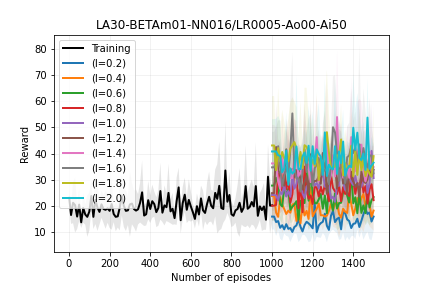 LA30-BETAm01-NN016/LR0005-Ao00-Ai50
Reward
80
70
60
50
40
30
20
10
Training
(l=0.2)
(l=0.4)
(l=0.6)
(l=0.8)
(l=1.0)
(l=1.2)
(l=1.4)
(l=1.6)
(l=1.8)
(l=2.0)
0 200 400 600 800 1000 1200 1400
Number of episodes